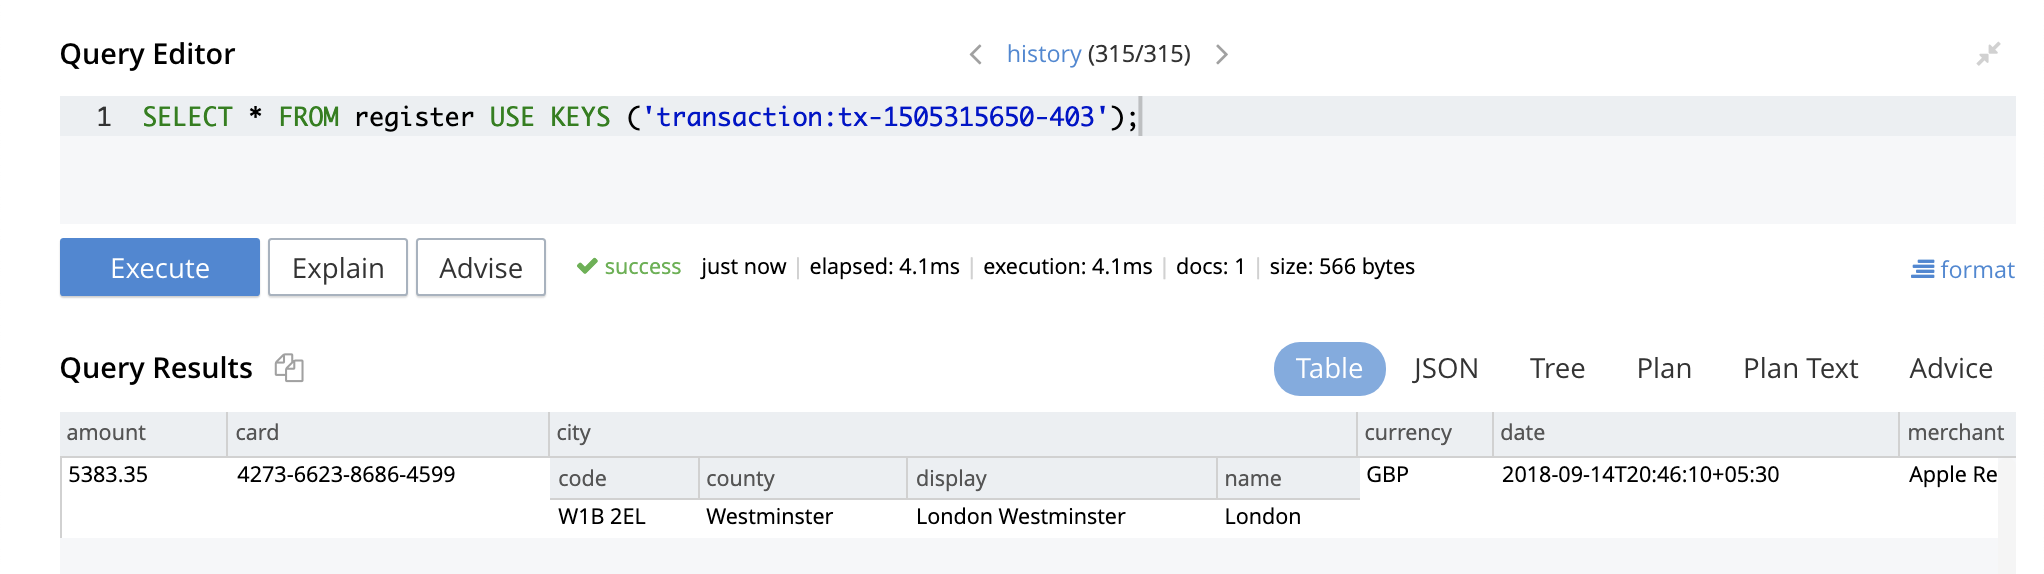 Query Editor
history (315/315)
1 SELECT * FROM register USE KEYS ('transaction:tx-1505315650-403');
Execute Explain Advise success just now elapsed: 4.1ms execution: 4.1ms docs: 1 size: 566 bytes format
Query Results Table JSON Tree Plan Plan Text Advice
amount card city currency date merchant
5383.35 4273-6623-8686-4599 code county display name GBP 2018-09-14T20:46:10+05:30 Apple Re
W1B 2EL Westminster London Westminster London